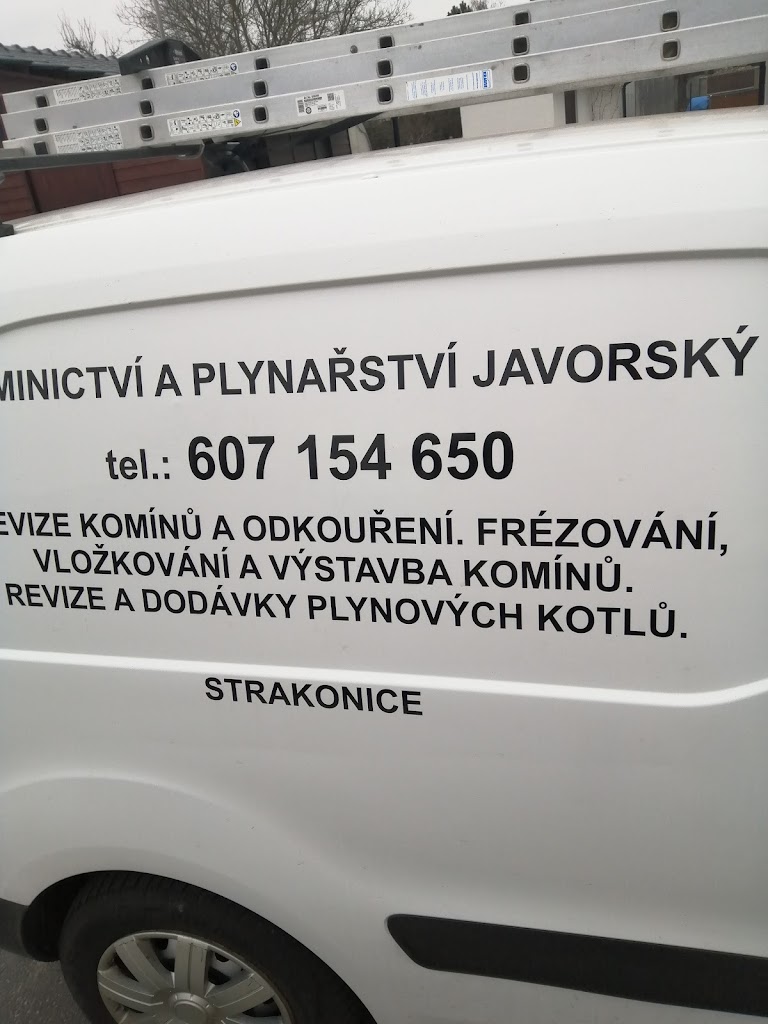 MINICTVÍ A PLYNAŘSTVÍ JAVORSKÝ
tel.: 607 154 650
EVIZE KOMÍNŮ A ODKOUŘENÍ. FRÉZOVÁNÍ,
VLOŽKOVÁNÍ A VÝSTAVBA KOMÍNŮ.
REVIZE A DODÁVKY PLYNOVÝCH KOTLŮ.
STRAKONICE